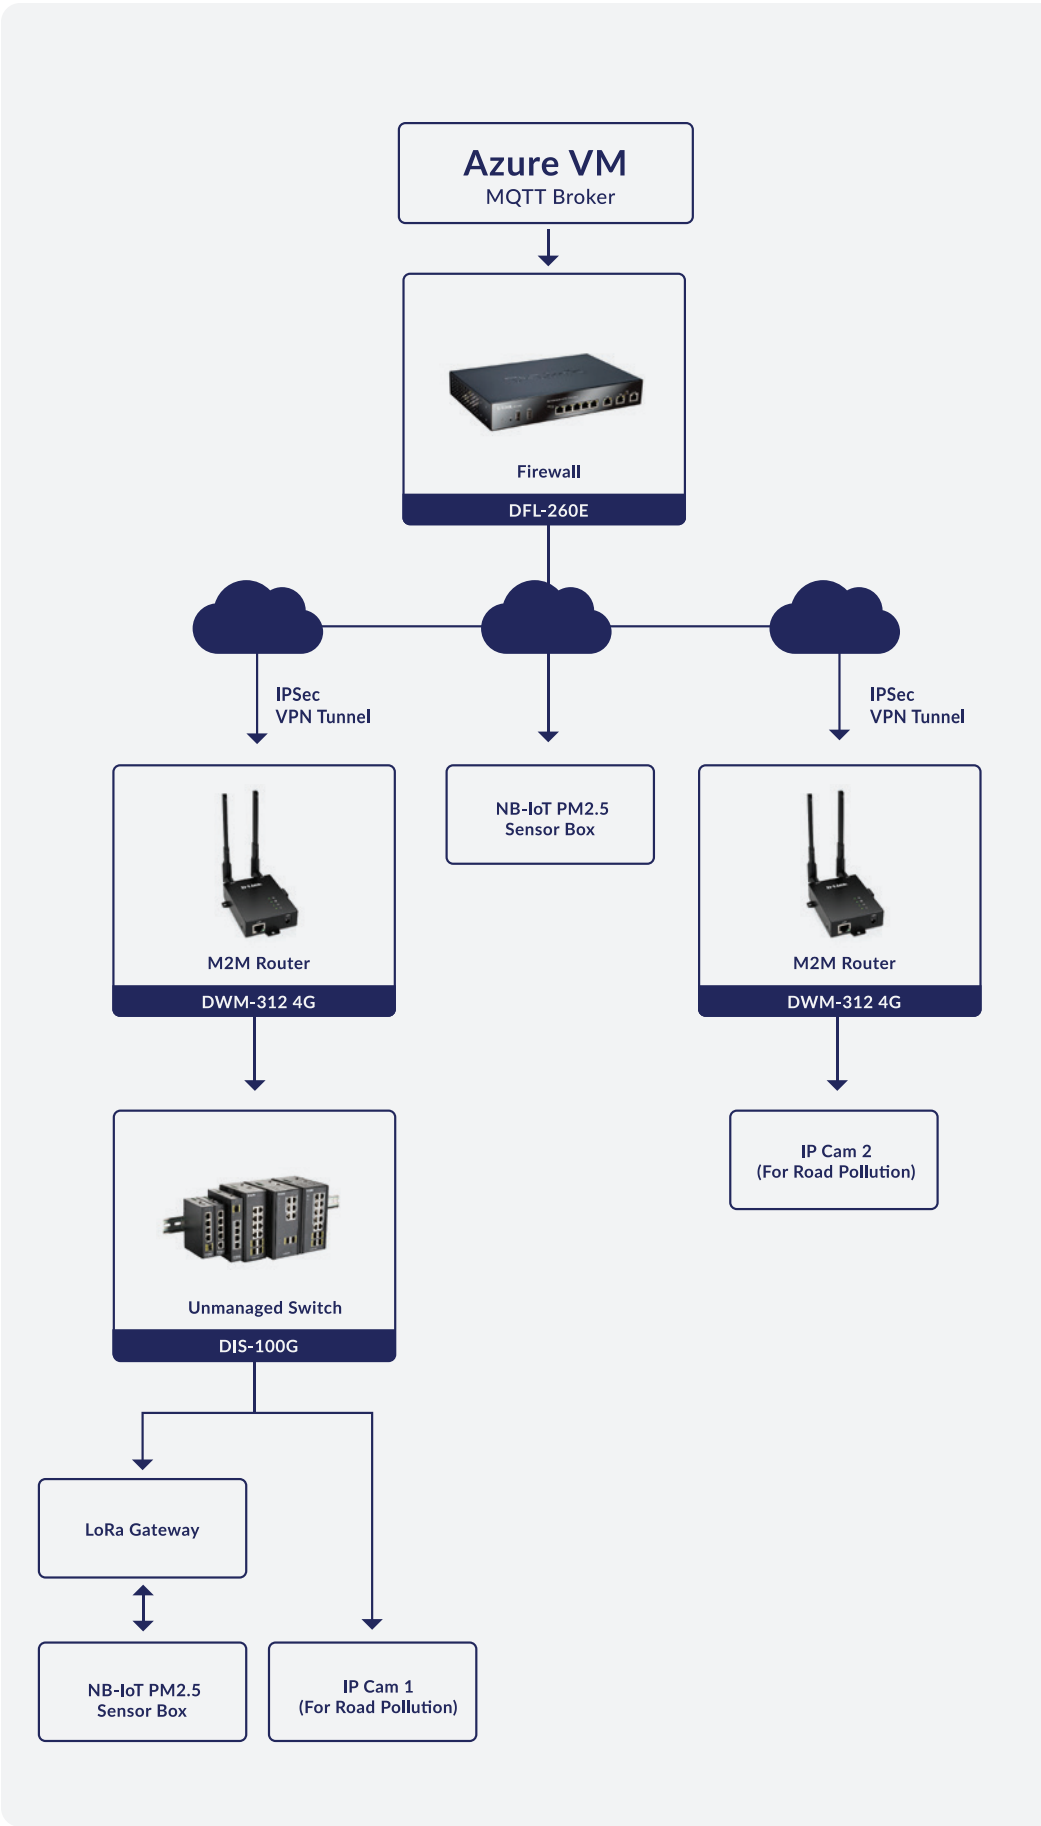 Azure VM
MQTT Broker
Firewall
DFL-260E
IPSec
VPN Tunnel
IPSec
VPN Tunnel
NB-IoT PM2.5
Sensor Box
D-Link
M2M Router
DWM-312 4G
D-Link
M2M Router
DWM-312 4G
IP Cam 2
(For Road Pollution)
Unmanaged Switch
DIS-100G
LoRa Gateway
NB-IoT PM2.5
Sensor Box
IP Cam 1
(For Road Pollution)